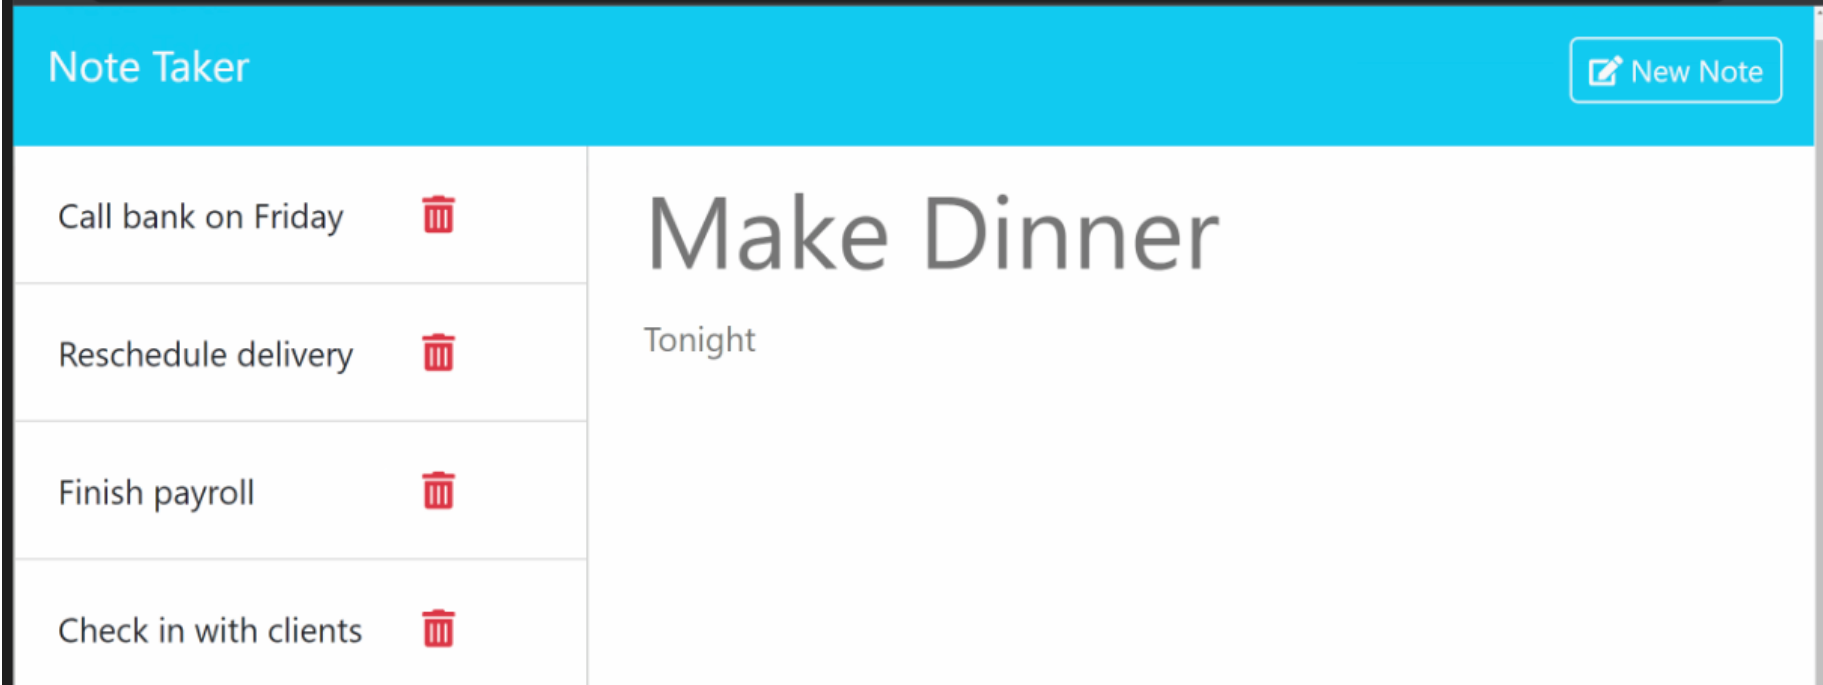 Note Taker
New Note
Call bank on Friday
Reschedule delivery
Finish payroll
Check in with clients
Make Dinner
Tonight